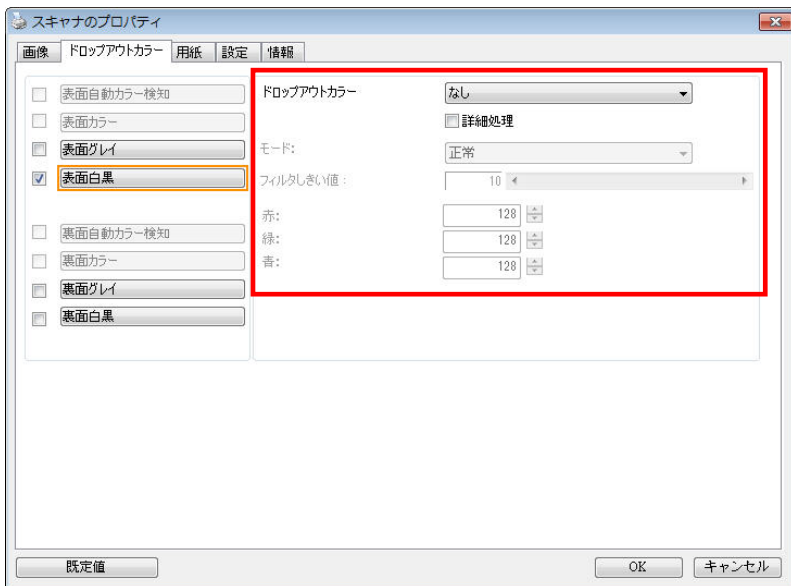 スキャナのプロパティ
画像 ドロップアウトカラー 用紙 設定 情報
表面自動カラー検知
表面カラー
表面グレイ
表面白黒
裏面自動カラー検知
裏面カラー
裏面グレイ
裏面白黒
ドロップアウトカラー なし
詳細処理
モード: 正常
フィルタしきい値: 10
赤: 128
緑: 128
青: 128
既定値 OK キャンセル